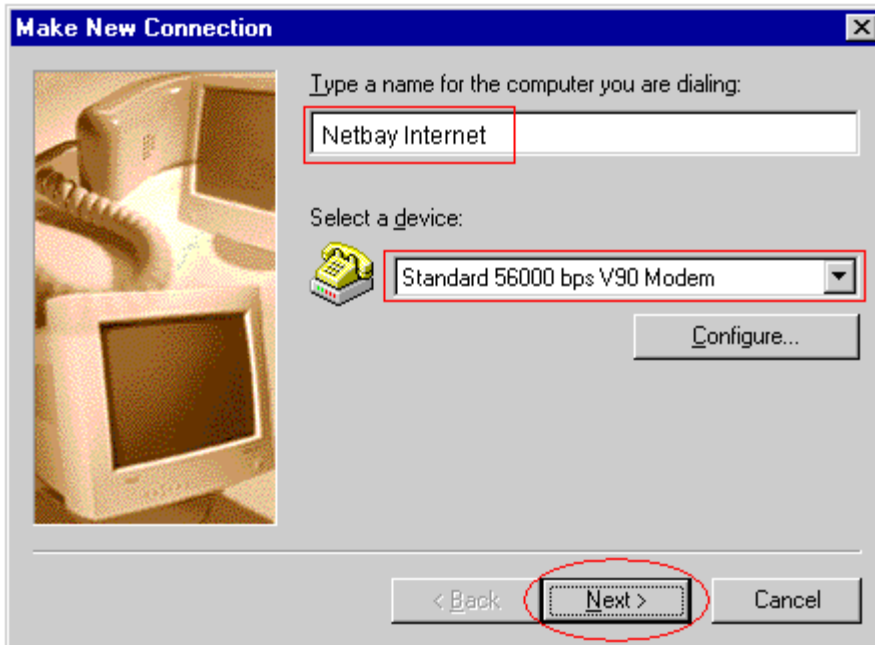 Make New Connection
Type a name for the computer you are dialing:
Netbay Internet
Select a device:
Standard 56000 bps V90 Modem
Configure...
< Back
Next >
Cancel